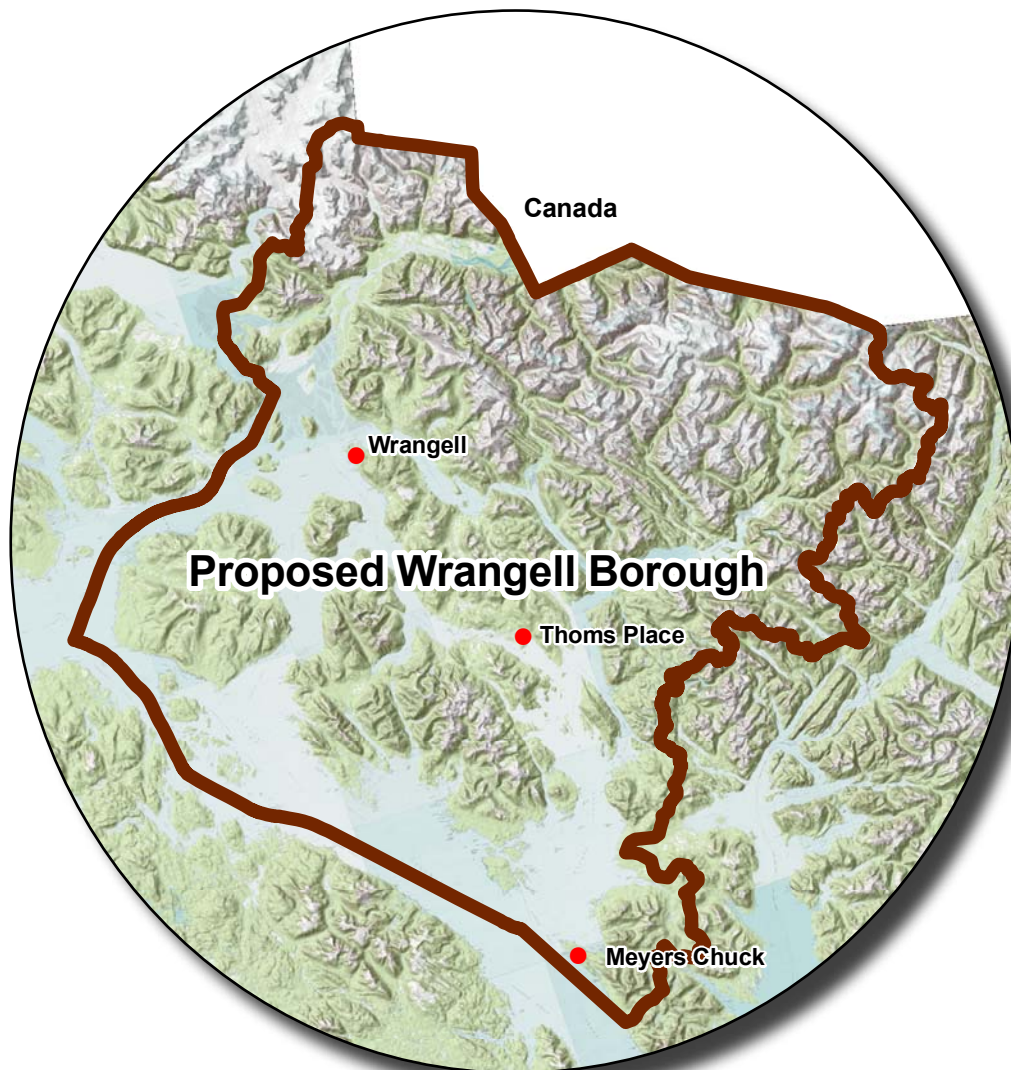 Canada
Wrangell
Proposed Wrangell Borough
Thoms Place
Meyers Chuck